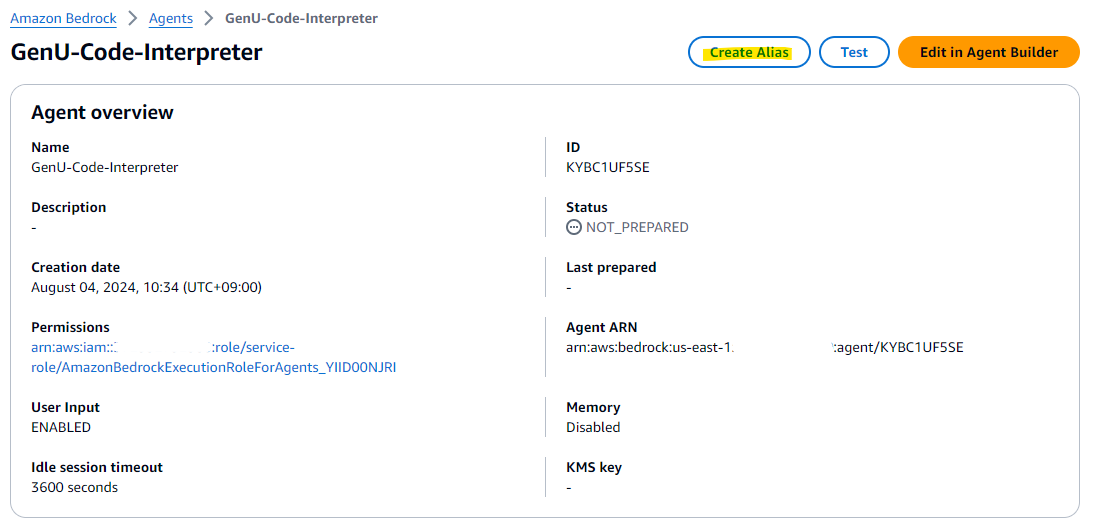 Amazon Bedrock > Agents > GenU-Code-Interpreter
GenU-Code-Interpreter
Create Alias
Test
Edit in Agent Builder
Agent overview
Name
GenU-Code-Interpreter
ID
KYBC1UF5SE
Description
-
Status
NOT_PREPARED
Creation date
August 04, 2024, 10:34 (UTC+09:00)
Last prepared
-
Permissions
arn:aws:iam:: :role/service-
role/AmazonBedrockExecutionRoleForAgents_YIID00NJRI
Agent ARN
arn:aws:bedrock:us-east-1 :agent/KYBC1UF5SE
User Input
ENABLED
Memory
Disabled
Idle session timeout
3600 seconds
KMS key
-